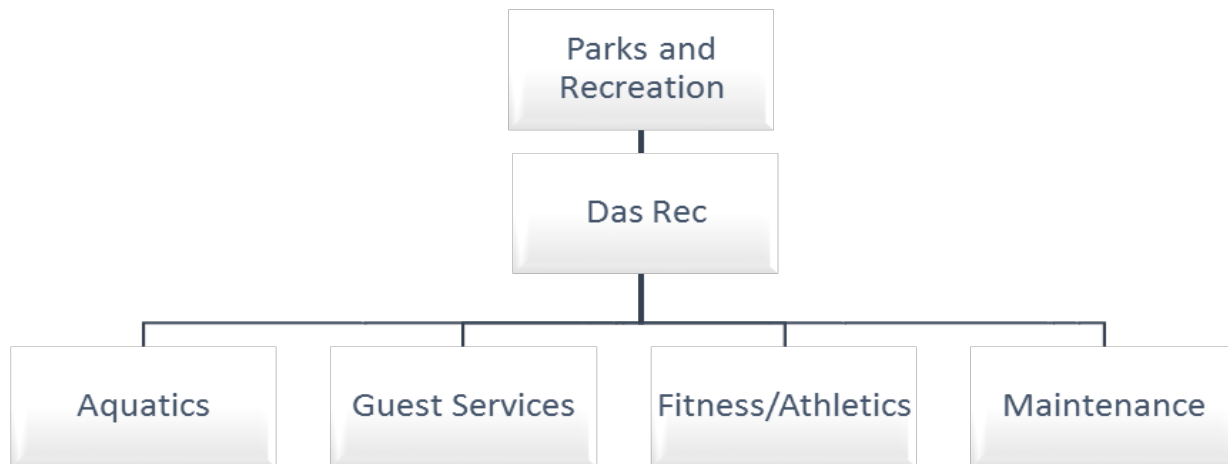 Parks and
Recreation
Das Rec
Aquatics
Guest Services
Fitness/Athletics
Maintenance